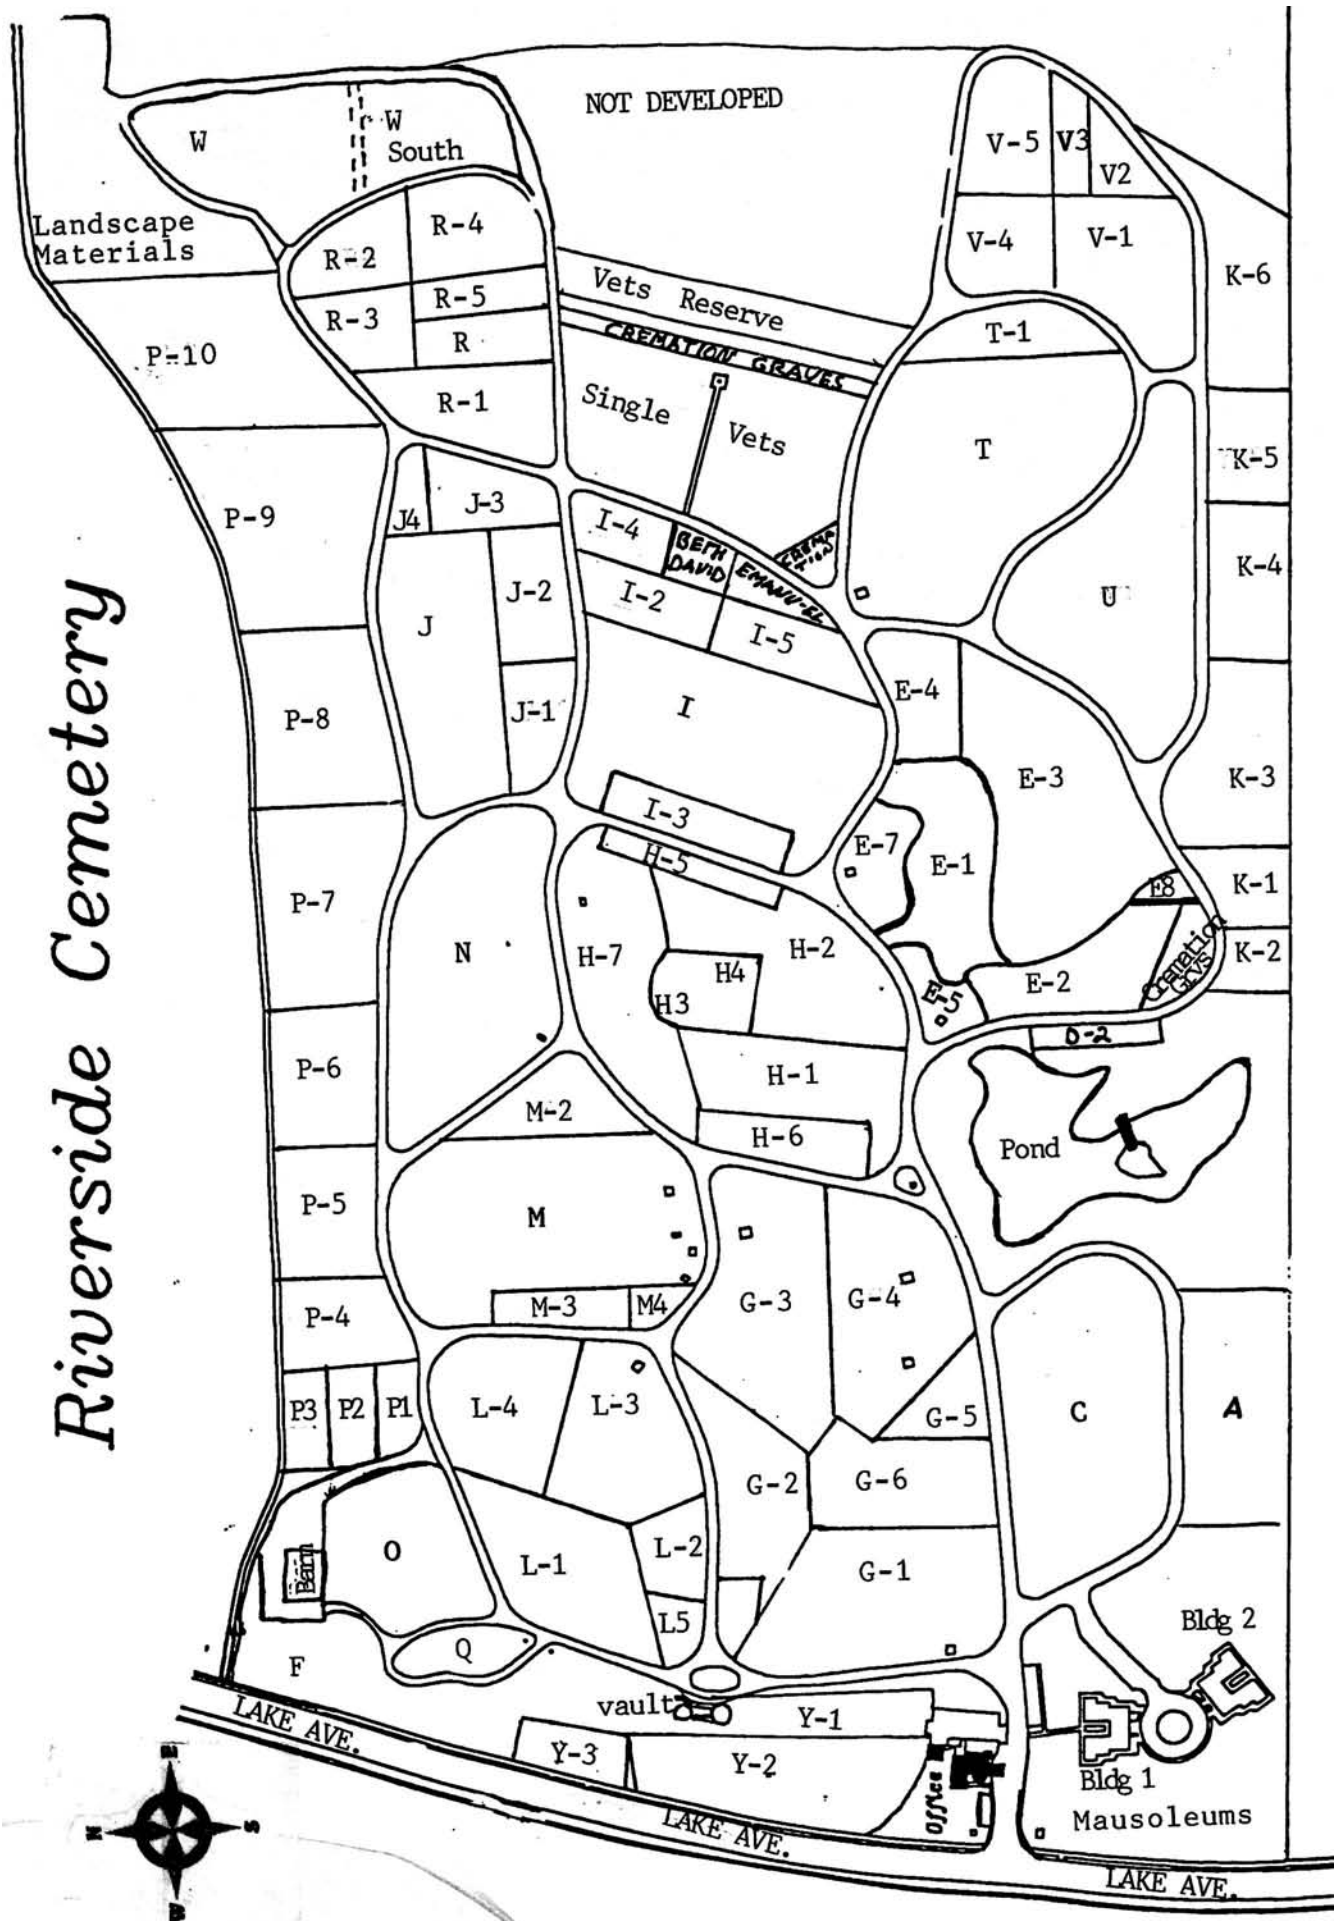 NOT DEVELOPED
W
W
South
V-5
V3
V2
Landscape
Materials
R-4
R-2
V-4
V-1
K-6
R-5
Vets Reserve
R-3
R
T-1
P-10
CREMATION GRAVES
R-1
Single
Vets
T
K-5
P-9
J4
J-3
I-4
BETH
DAVID
EMANU-EL
CREMA
TION
K-4
J-2
I-2
U
J
I-5
E-4
P-8
J-1
I
E-3
K-3
I-3
H-5
E-7
E-1
E8
K-1
P-7
N
H-7
H-2
H4
H3
E-5
E-2
Cremation
Grvs
K-2
D-2
P-6
H-1
M-2
H-6
Pond
P-5
M
M-3
M4
G-3
G-4
P-4
P3
P2
P1
L-4
L-3
G-5
C
A
G-2
G-6
O
L-1
L-2
G-1
Barn
L5
Q
F
Bldg 2
vault
Y-1
Y-3
Y-2
Office
Bldg 1
Mausoleums
LAKE AVE.
LAKE AVE.
LAKE AVE.
Riverside Cemetery
E
N
S
W